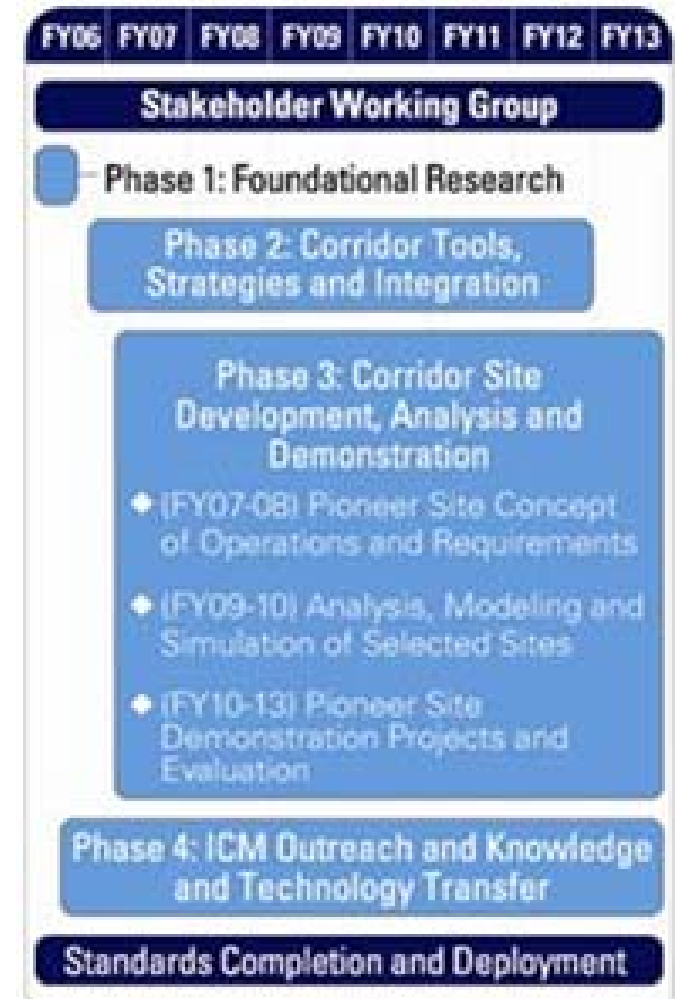 FY06 FY07 FY08 FY09 FY10 FY11 FY12 FY13
Stakeholder Working Group
Phase 1: Foundational Research
Phase 2: Corridor Tools,
Strategies and Integration
Phase 3: Corridor Site
Development, Analysis and
Demonstration
(FY07-08) Pioneer Site Concept
of Operations and Requirements
(FY09-10) Analysis, Modeling and
Simulation of Selected Sites
(FY10-13) Pioneer Site
Demonstration Projects and
Evaluation
Phase 4: ICM Outreach and Knowledge
and Technology Transfer
Standards Completion and Deployment